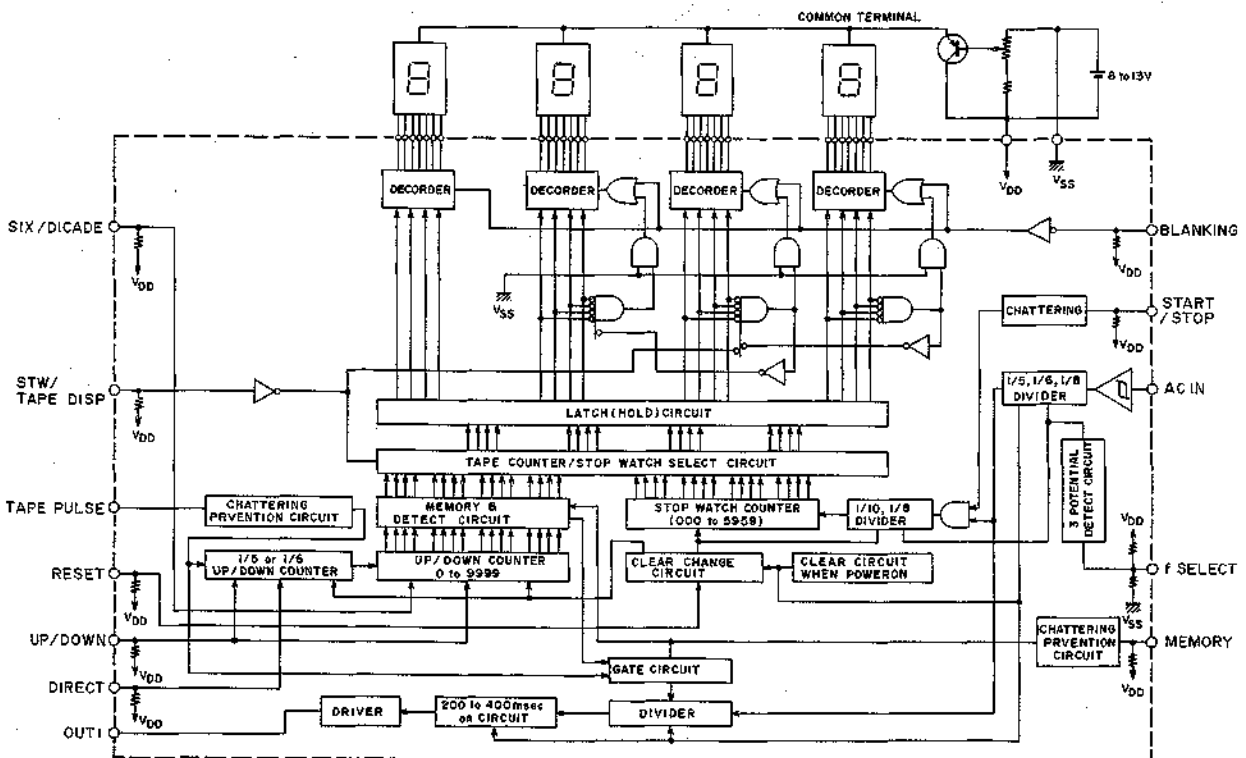 COMMON TERMINAL
8 to 13V
VDD
VSS
DECORDER
DECORDER
DECORDER
DECORDER
SIX/DICADE
VDD
BLANKING
VDD
VSS
CHATTERING
START
/STOP
VDD
STW/
TAPE DISP
VDD
1/5, 1/6, 1/8
DIVIDER
AC IN
LATCH(HOLD) CIRCUIT
TAPE COUNTER/STOP WATCH SELECT CIRCUIT
3 POTENTIAL
DETECT CIRCUIT
TAPE PULSE
CHATTERING
PRVENTION CIRCUIT
MEMORY &
DETECT CIRCUIT
STOP WATCH COUNTER
(000 to 5959)
1/10, 1/8
DIVIDER
VDD
RESET
VDD
1/5 or 1/6
UP/DOWN COUNTER
UP/DOWN COUNTER
0 to 9999
CLEAR CHANGE
CIRCUIT
CLEAR CIRCUIT
WHEN POWERON
f SELECT
VSS
UP/DOWN
VDD
CHATTERING
PRVENTION
CIRCUIT
MEMORY
VDD
GATE CIRCUIT
DIRECT
VDD
DRIVER
200 to 400msec
on CIRCUIT
DIVIDER
OUT1